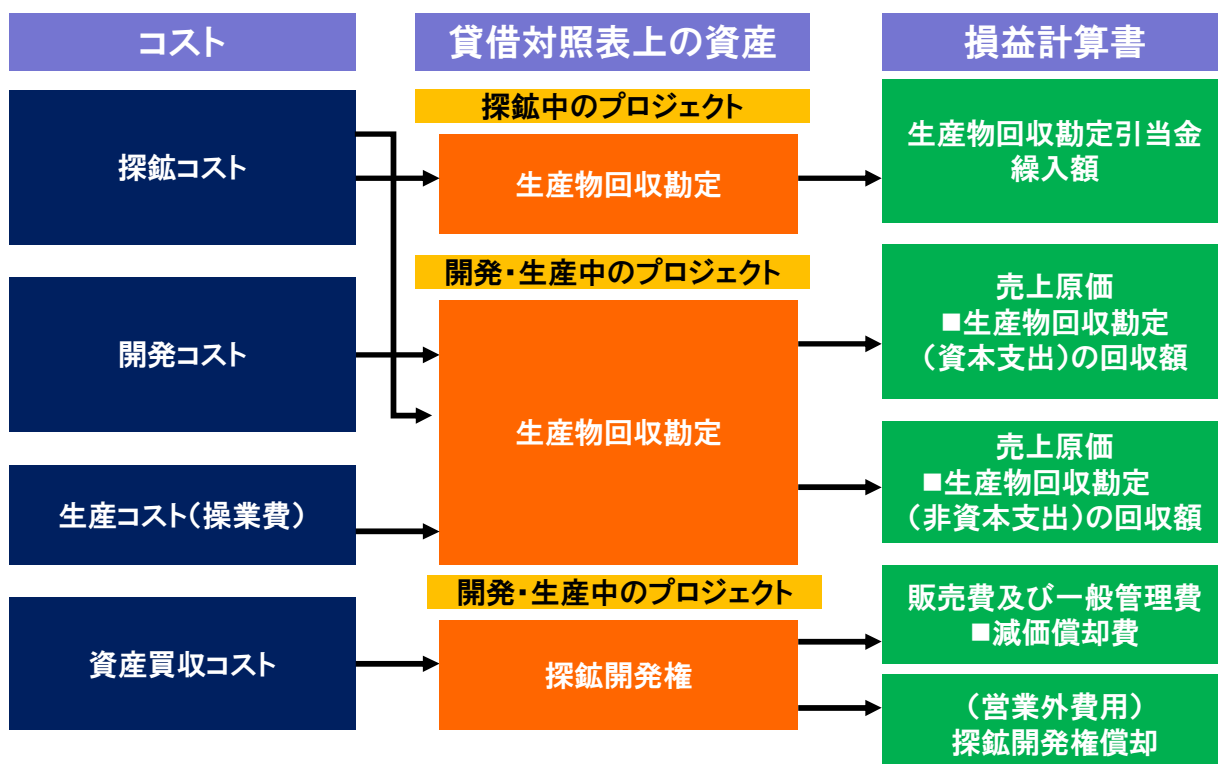 コスト
貸借対照表上の資産
損益計算書
探鉱コスト
開発コスト
生産コスト（操業費）
資産買収コスト
探鉱中のプロジェクト
生産物回収勘定
開発・生産中のプロジェクト
生産物回収勘定
開発・生産中のプロジェクト
探鉱開発権
生産物回収勘定引当金
繰入額
売上原価
■生産物回収勘定
（資本支出）の回収額
売上原価
■生産物回収勘定
（非資本支出）の回収額
販売費及び一般管理費
■減価償却費
（営業外費用）
探鉱開発権償却